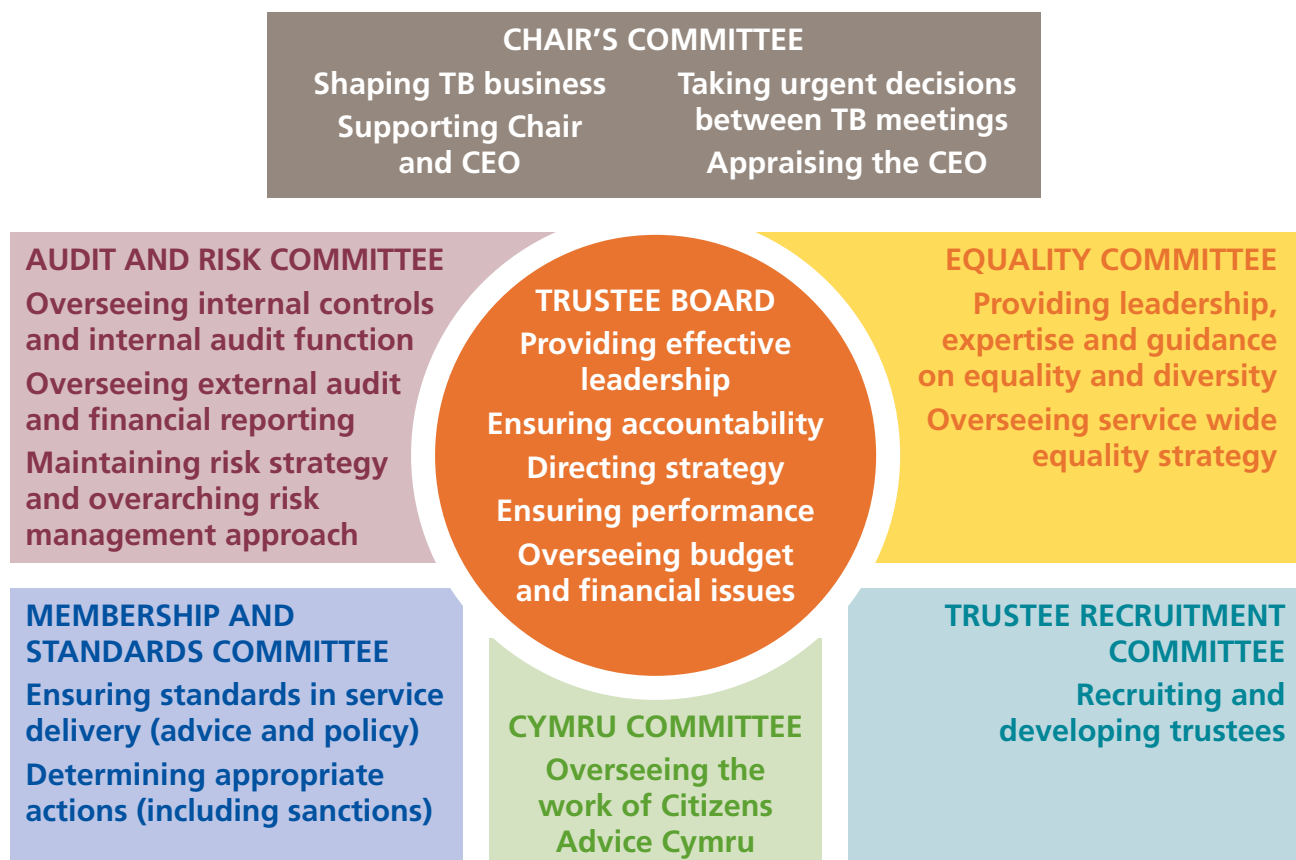 CHAIR'S COMMITTEE
Shaping TB business
Supporting Chair
and CEO
Taking urgent decisions
between TB meetings
Appraising the CEO
AUDIT AND RISK COMMITTEE
Overseeing internal controls
and internal audit function
Overseeing external audit
and financial reporting
Maintaining risk strategy
and overarching risk
management approach
TRUSTEE BOARD
Providing effective
leadership
Ensuring accountability
Directing strategy
Ensuring performance
Overseeing budget
and financial issues
EQUALITY COMMITTEE
Providing leadership,
expertise and guidance
on equality and diversity
Overseeing service wide
equality strategy
MEMBERSHIP AND
STANDARDS COMMITTEE
Ensuring standards in service
delivery (advice and policy)
Determining appropriate
actions (including sanctions)
CYMRU COMMITTEE
Overseeing the
work of Citizens
Advice Cymru
TRUSTEE RECRUITMENT
COMMITTEE
Recruiting and
developing trustees